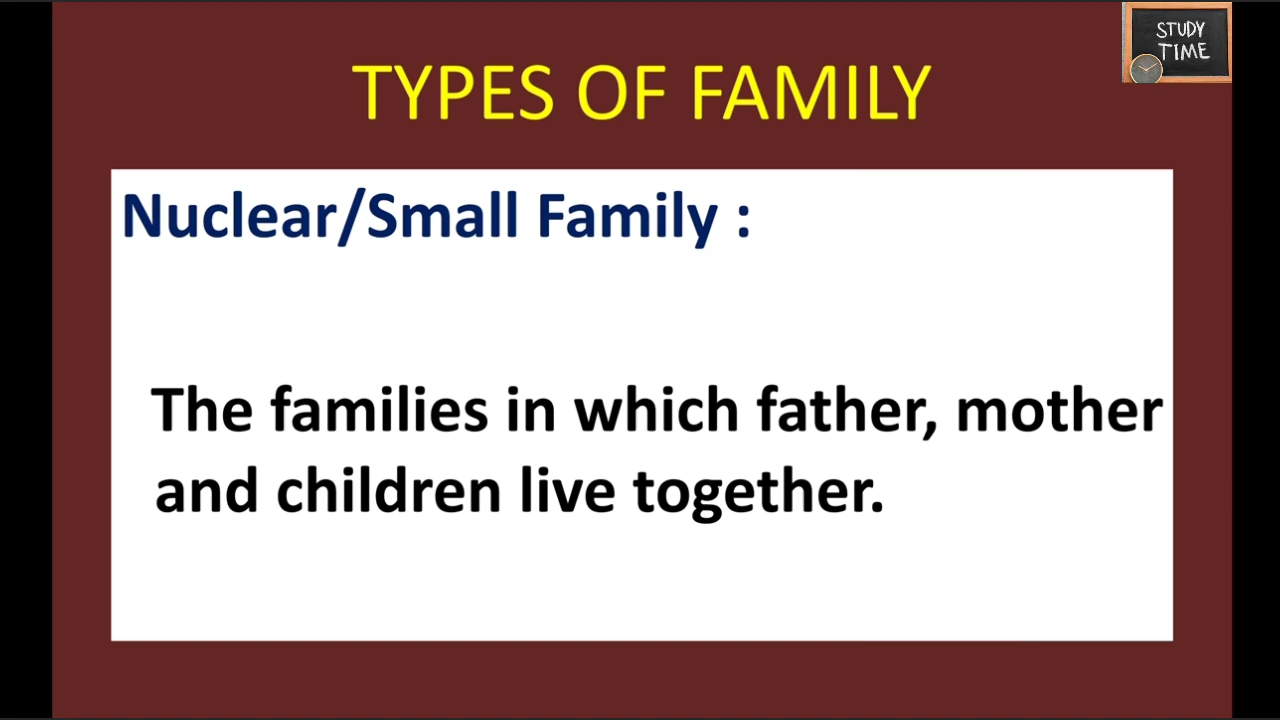 STUDY
TIME
TYPES OF FAMILY
Nuclear/Small Family :
The families in which father, mother
and children live together.